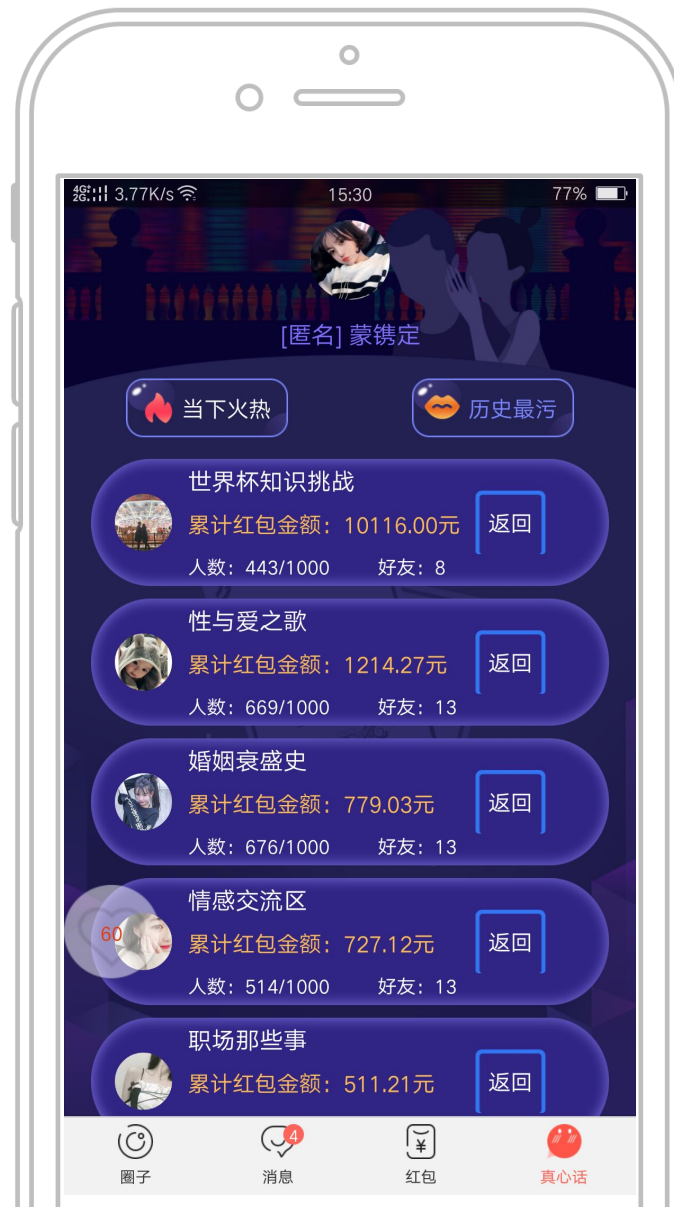 4G+ 2G 3.77K/s 15:30 77%
[匿名] 蒙镌定
当下火热 历史最污
世界杯知识挑战
累计红包金额：10116.00元 返回
人数：443/1000 好友：8
性与爱之歌
累计红包金额：1214.27元 返回
人数：669/1000 好友：13
婚姻衰盛史
累计红包金额：779.03元 返回
人数：676/1000 好友：13
情感交流区
60 累计红包金额：727.12元 返回
人数：514/1000 好友：13
职场那些事
累计红包金额：511.21元 返回
4
圈子 消息 红包 真心话